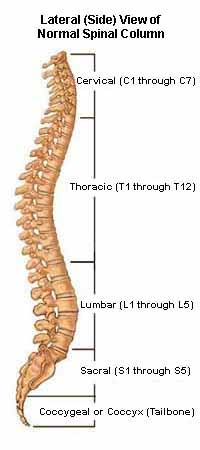 Lateral (Side) View of
Normal Spinal Column
Cervical (C1 through C7)
Thoracic (T1 through T12)
Lumbar (L1 through L5)
Sacral (S1 through S5)
Coccygeal or Coccyx (Tailbone)